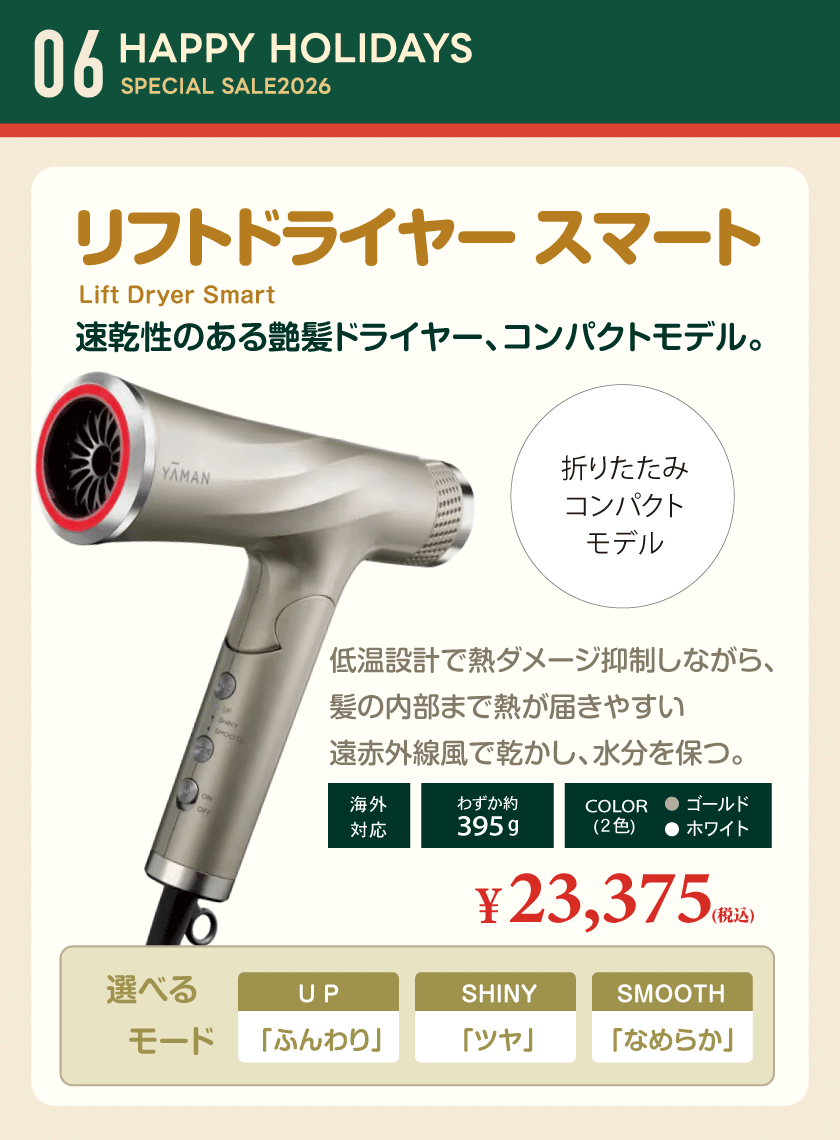 06 HAPPY HOLIDAYS
SPECIAL SALE2026
リフトドライヤー スマート
Lift Dryer Smart
速乾性のある艶髪ドライヤー、コンパクトモデル。
YĀMAN
折りたたみ
コンパクト
モデル
UP
SHINY
SMOOTH
ON
OFF
低温設計で熱ダメージ抑制しながら、
髪の内部まで熱が届きやすい
遠赤外線風で乾かし、水分を保つ。
海外
対応
わずか約
395g
COLOR
(2色)
ゴールド
ホワイト
¥23,375(税込)
選べる
モード
UP
「ふんわり」
SHINY
「ツヤ」
SMOOTH
「なめらか」